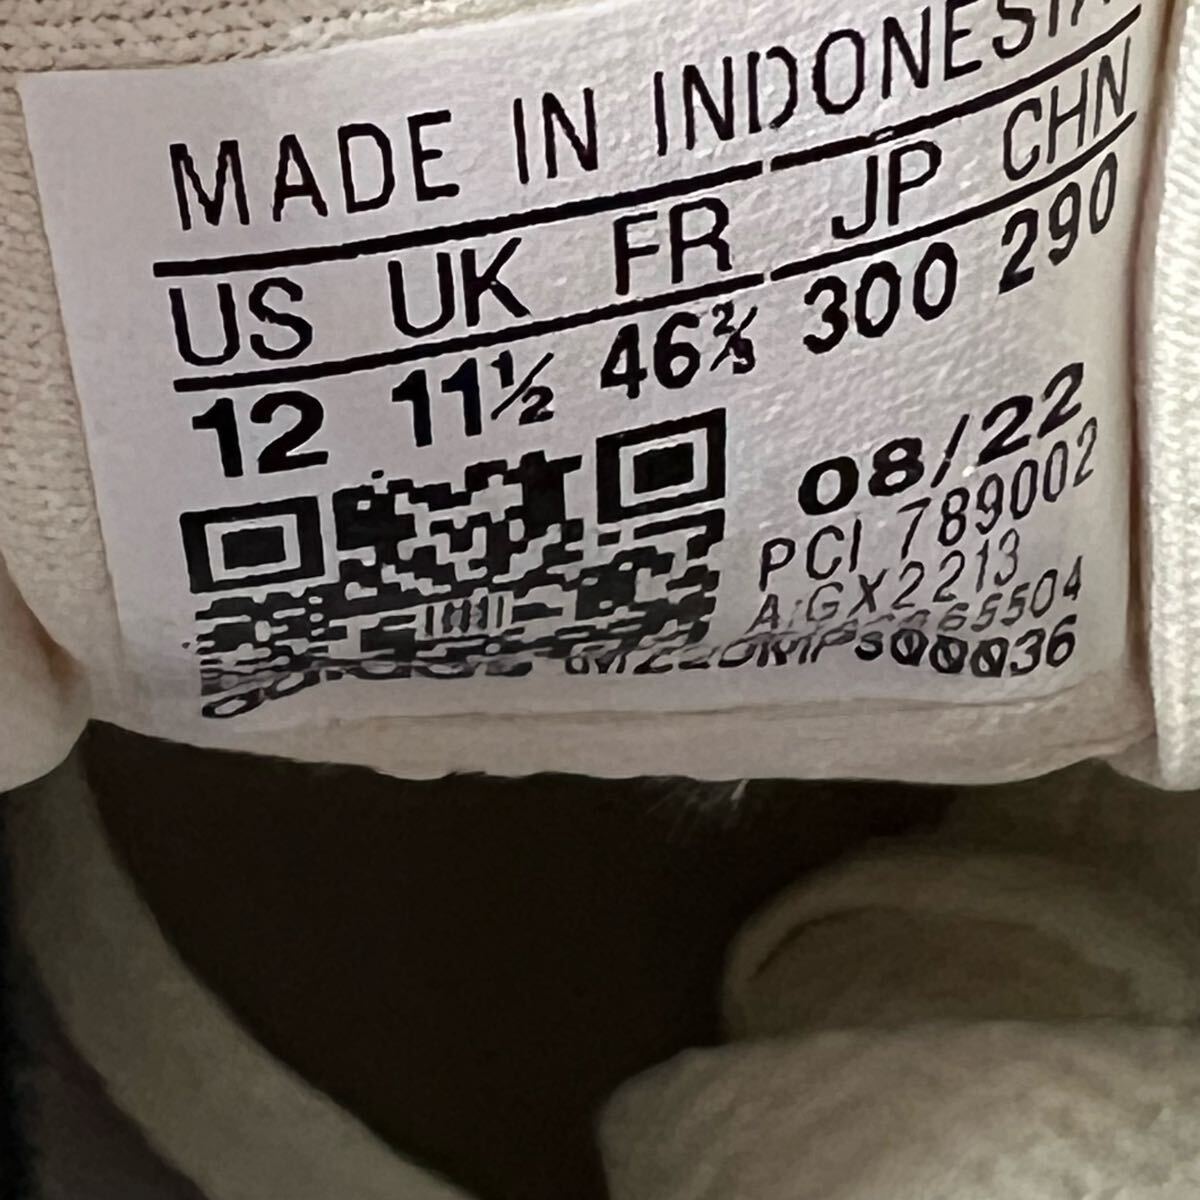 MADE IN INDONESIA
US UK FR JP CHN
12 11½ 46⅔ 300 290
08/22
PCI 789002